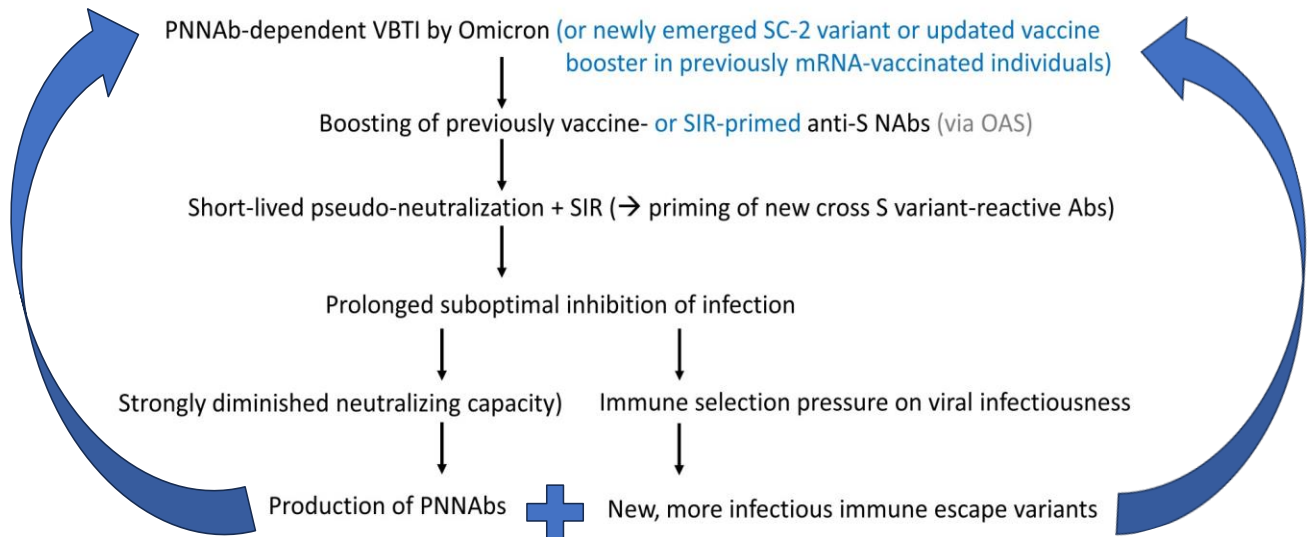 PNNAb-dependent VBTI by Omicron (or newly emerged SC-2 variant or updated vaccine
booster in previously mRNA-vaccinated individuals)
Boosting of previously vaccine- or SIR-primed anti-S NAbs (via OAS)
Short-lived pseudo-neutralization + SIR (→ priming of new cross S variant-reactive Abs)
Prolonged suboptimal inhibition of infection
Strongly diminished neutralizing capacity) Immune selection pressure on viral infectiousness
Production of PNNAbs New, more infectious immune escape variants